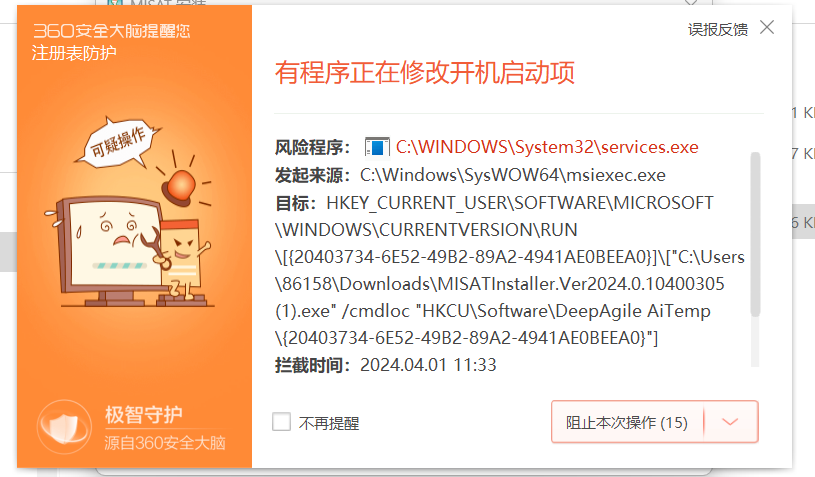 MISAT 安装
360安全大脑提醒您
注册表防护
误报反馈
有程序正在修改开机启动项
可疑操作
风险程序： C:\WINDOWS\System32\services.exe
发起来源：C:\Windows\SysWOW64\msiexec.exe
目标：HKEY_CURRENT_USER\SOFTWARE\MICROSOFT
\WINDOWS\CURRENTVERSION\RUN
\[{20403734-6E52-49B2-89A2-4941AE0BEEA0}]\["C:\Users
\86158\Downloads\MISATInstaller.Ver2024.0.10400305
(1).exe" /cmdloc "HKCU\Software\DeepAgile AiTemp
\{20403734-6E52-49B2-89A2-4941AE0BEEA0}"]
拦截时间：2024.04.01 11:33
极智守护
源自360安全大脑
不再提醒
阻止本次操作 (15)